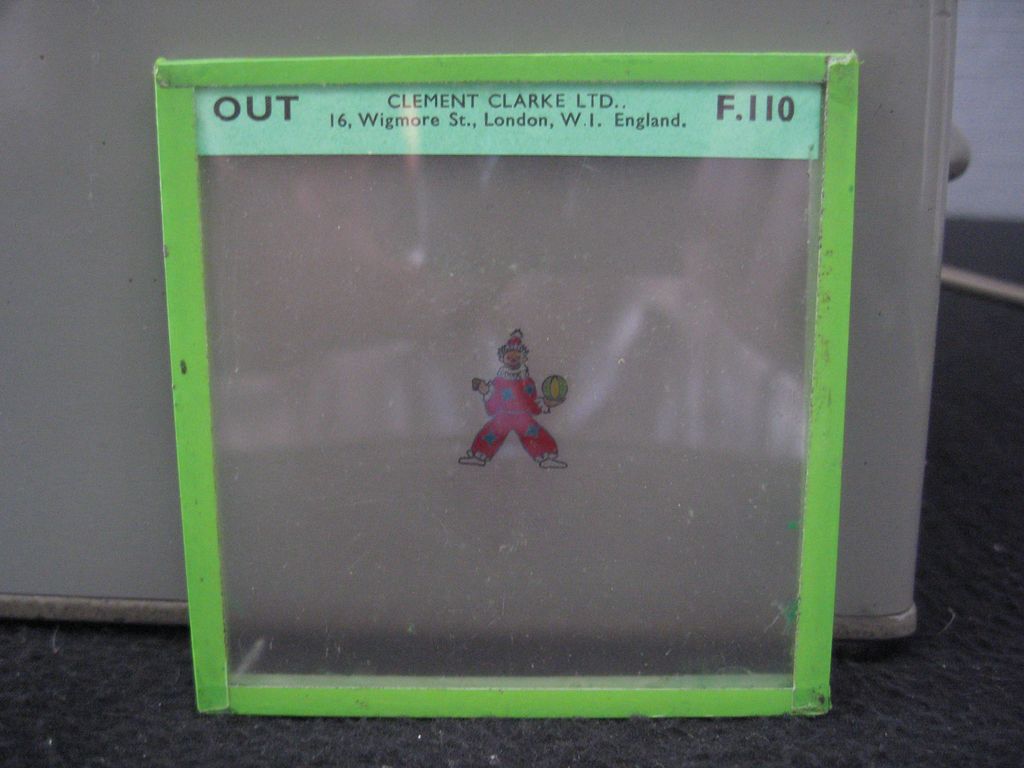 OUT CLEMENT CLARKE LTD.. F.110
16, Wigmore St., London, W.1. England.